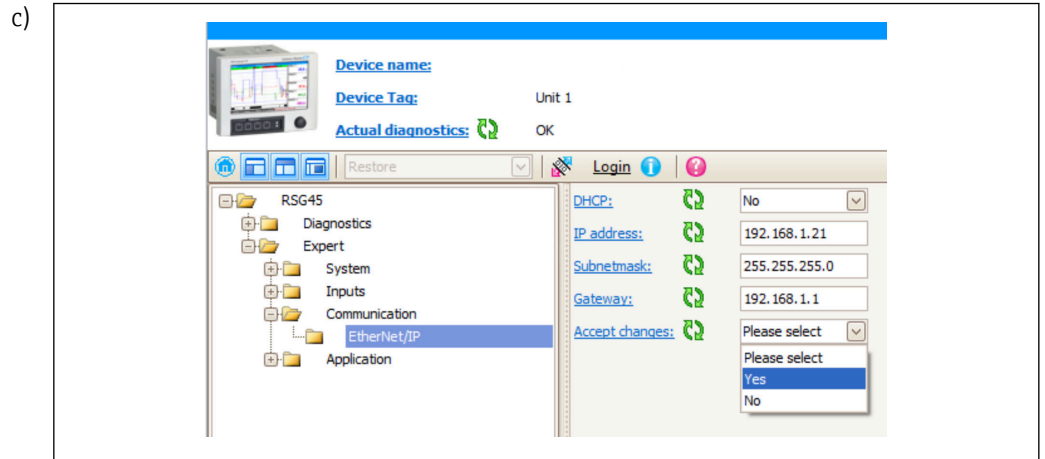 c)
Device name:
Device Tag: Unit 1
Actual diagnostics: OK
Restore Login
RSG45
Diagnostics
Expert
System
Inputs
Communication
EtherNet/IP
Application
DHCP: No
IP address: 192.168.1.21
Subnetmask: 255.255.255.0
Gateway: 192.168.1.1
Accept changes: Please select
Please select
Yes
No